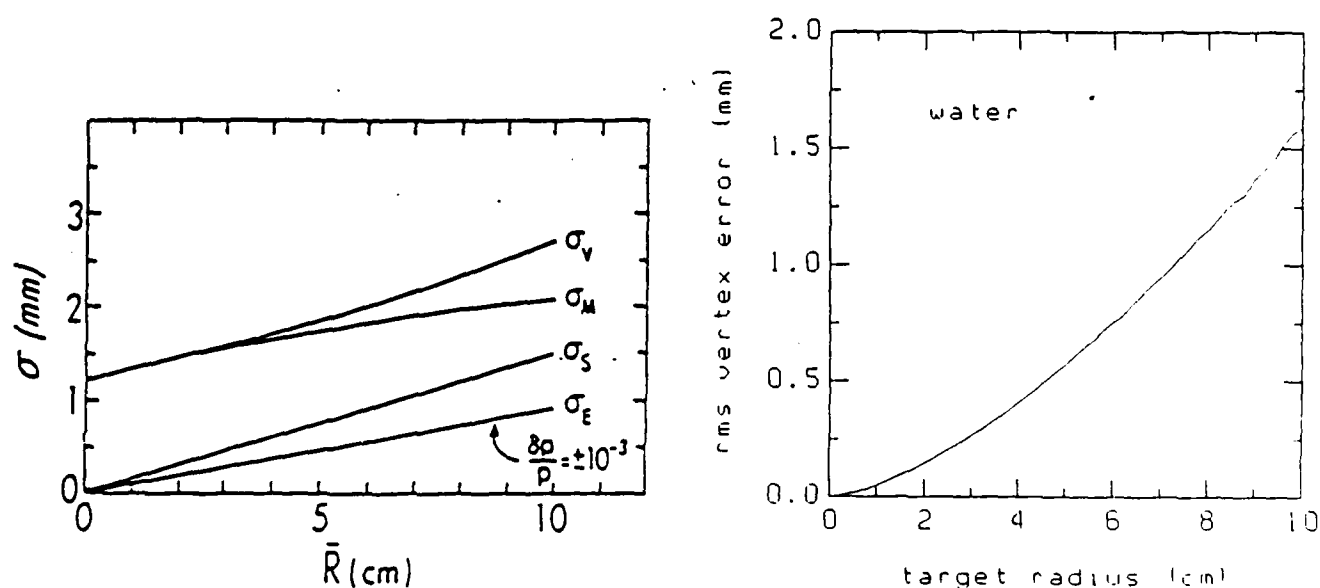 σ (mm)
3
2
1
0
σ_V
σ_M
σ_S
σ_E
δp/p = ±10⁻³
0
5
10
R̄ (cm)
rms vertex error (mm)
2.0
1.5
1.0
0.5
0.0
water
0
2
4
6
8
10
target radius (cm)